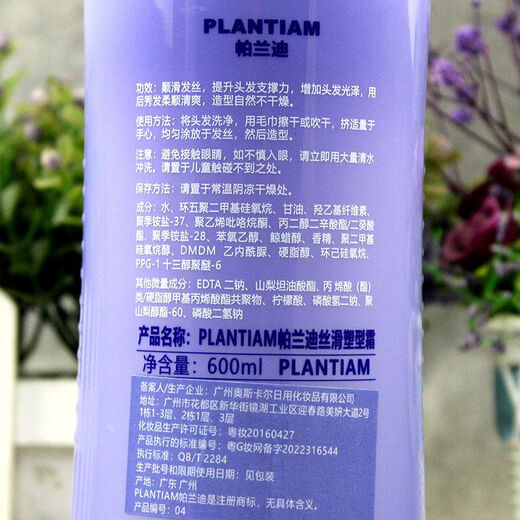 PLANTIAM
帕兰迪
功效：顺滑发丝，提升头发支撑力，增加头发光泽，用
后秀发柔顺清爽，造型自然不干燥。
使用方法：将头发洗净，用毛巾擦干或吹干，挤适量于
手心，均匀涂放于发丝，然后造型。
注意：避免接触眼睛，如不慎入眼，请立即用大量清水
冲洗。请置于儿童触碰不到之处。
保存方法：请置于常温阴凉干燥处。
成分：水、环五聚二甲基硅氧烷、甘油、羟乙基纤维素、
聚季铵盐-37、聚乙烯吡咯烷酮、丙二醇二辛酸酯/二癸酸
酯、聚季铵盐-28、苯氧乙醇、鲸蜡醇、香精、聚二甲基
硅氧烷醇、DMDM 乙内酰脲、硬脂醇、环己硅氧烷、
PPG-1 十三醇聚醚-6
其他微量成分：EDTA 二钠、山梨坦油酸酯、丙 烯酸（酯）
类/硬脂醇甲基丙烯酸酯共聚物、柠檬酸、磷酸氢二钠、聚
山梨醇酯-60、磷酸二氢钠
产品名称：PLANTIAM帕兰迪丝滑塑型霜
净含量：600ml PLANTIAM
备案人/生产企业：广州奥斯卡尔日用化妆品有限公司
地址：广州市花都区新华街镜湖工业区迎春路美妍大道2号
1栋1-3层，2栋1层、3层
化妆品生产许可证：粤妆20160427
产品执行的标准编号：粤G妆网备字2022316544
执行标准：QB/T 2284
生产批号和限期使用日期：见包装
产地：广东 广州
PLANTIAM帕兰迪是注册商标，无具体含义。
产品编号：04